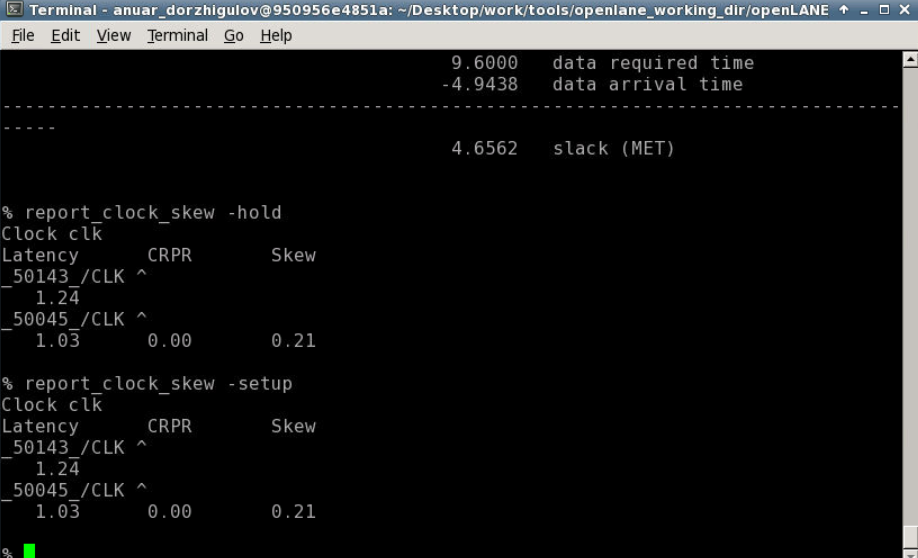 Terminal - anuar_dorzhigulov@950956e4851a: ~/Desktop/work/tools/openlane_working_dir/openLANE
File Edit View Terminal Go Help
9.6000 data required time
-4.9438 data arrival time
--------------------------------------------------------------------------------
-----
4.6562 slack (MET)
% report_clock_skew -hold
Clock clk
Latency CRPR Skew
_50143_/CLK ^
1.24
_50045_/CLK ^
1.03 0.00 0.21
% report_clock_skew -setup
Clock clk
Latency CRPR Skew
_50143_/CLK ^
1.24
_50045_/CLK ^
1.03 0.00 0.21
%